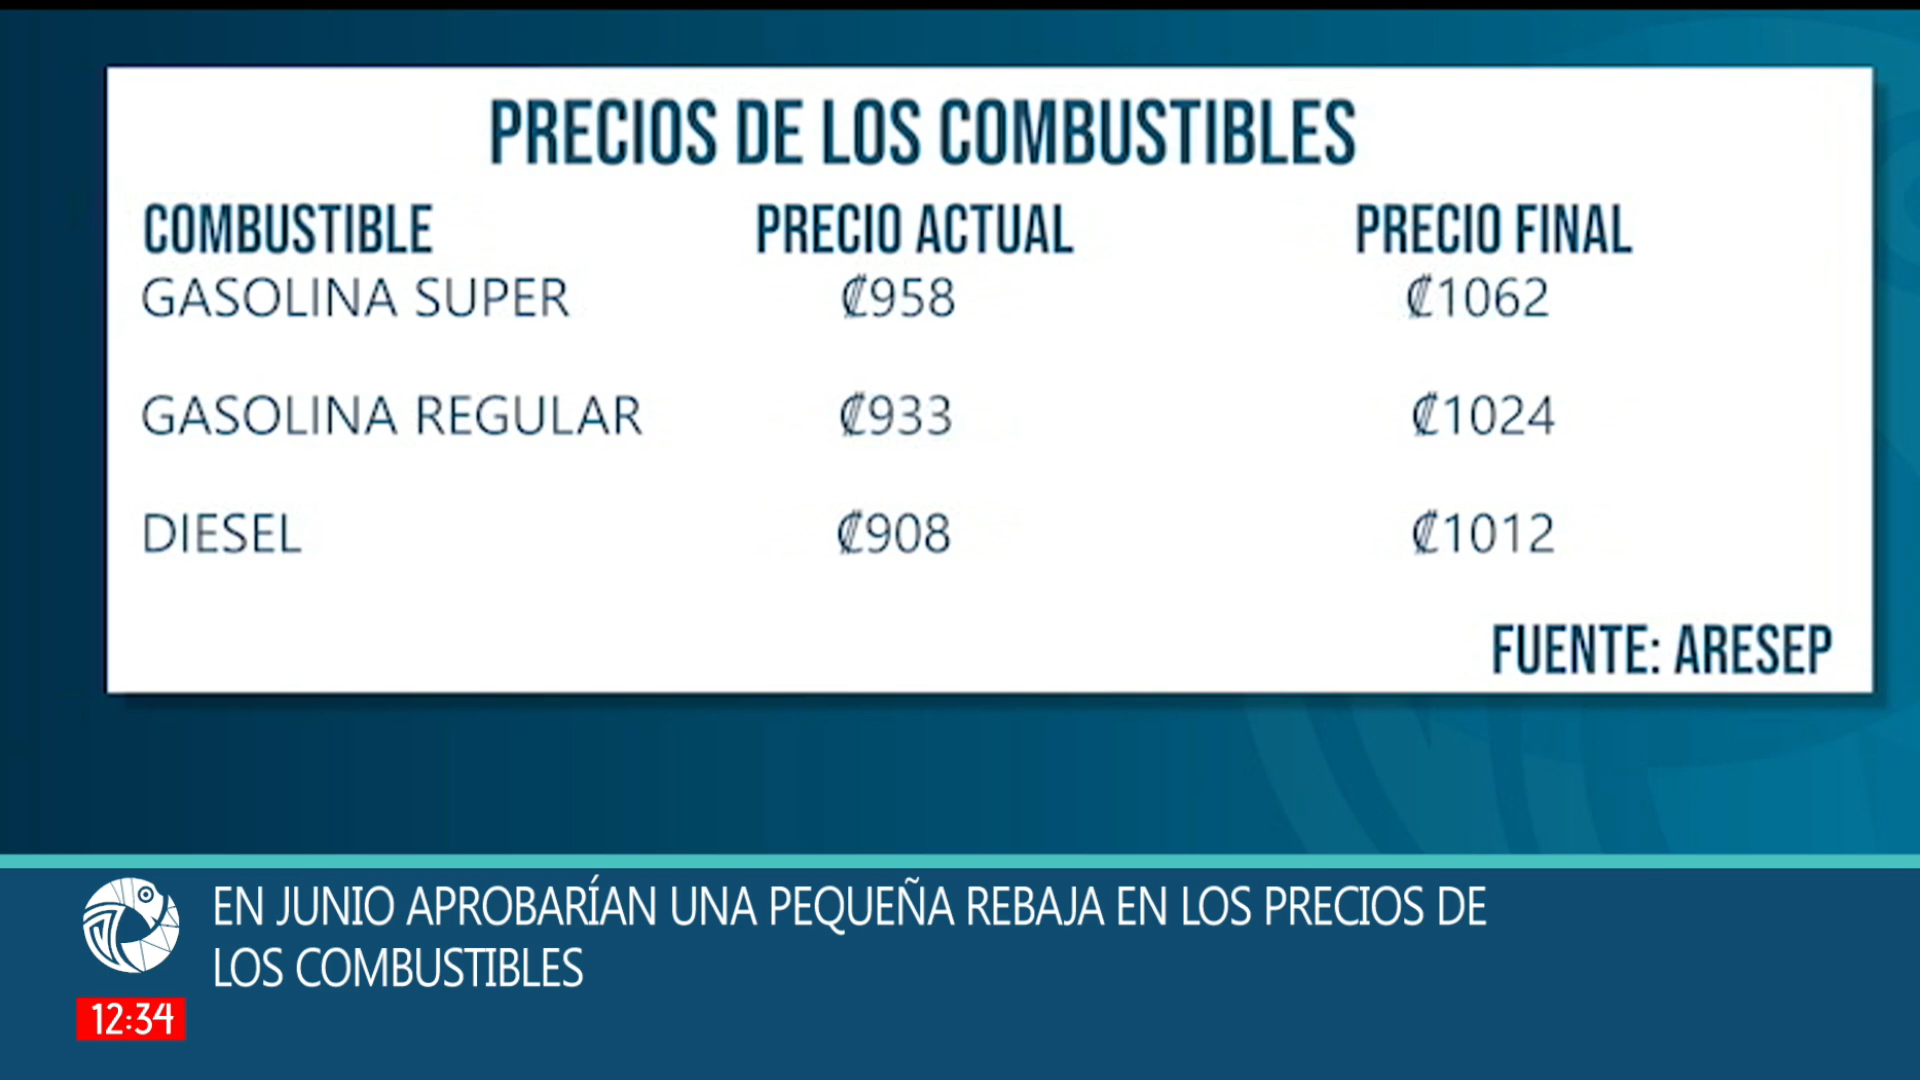 PRECIOS DE LOS COMBUSTIBLES
COMBUSTIBLE PRECIO ACTUAL PRECIO FINAL
GASOLINA SUPER ₡958 ₡1062
GASOLINA REGULAR ₡933 ₡1024
DIESEL ₡908 ₡1012
FUENTE: ARESEP
EN JUNIO APROBARÍAN UNA PEQUEÑA REBAJA EN LOS PRECIOS DE
LOS COMBUSTIBLES
12:34